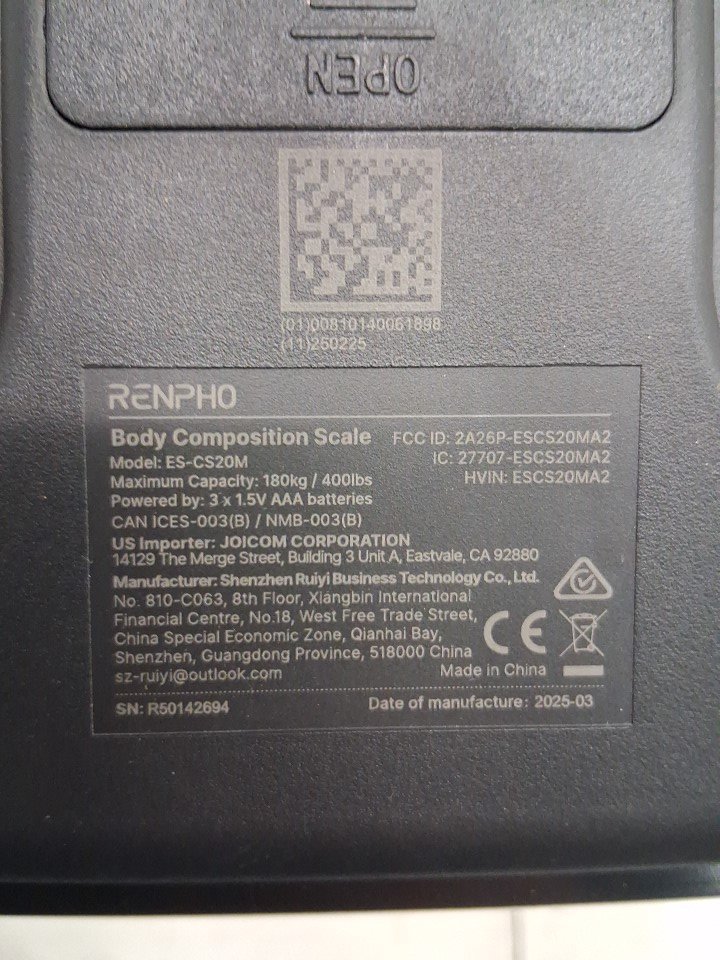 OPEN
(01)00810140061898
(11)250225
RENPHO
Body Composition Scale FCC ID: 2A26P-ESCS20MA2
Model: ES-CS20M IC: 27707-ESCS20MA2
Maximum Capacity: 180kg / 400lbs HVIN: ESCS20MA2
Powered by: 3 x 1.5V AAA batteries
CAN ICES-003(B) / NMB-003(B)
US Importer: JOICOM CORPORATION
14129 The Merge Street, Building 3 Unit A, Eastvale, CA 92880
Manufacturer: Shenzhen Ruiyi Business Technology Co., Ltd.
No. 810-C063, 8th Floor, Xiangbin International
Financial Centre, No.18, West Free Trade Street,
China Special Economic Zone, Qianhai Bay,
Shenzhen, Guangdong Province, 518000 China
CE
sz-ruiyi@outlook.com Made in China
SN: R50142694 Date of manufacture: 2025-03